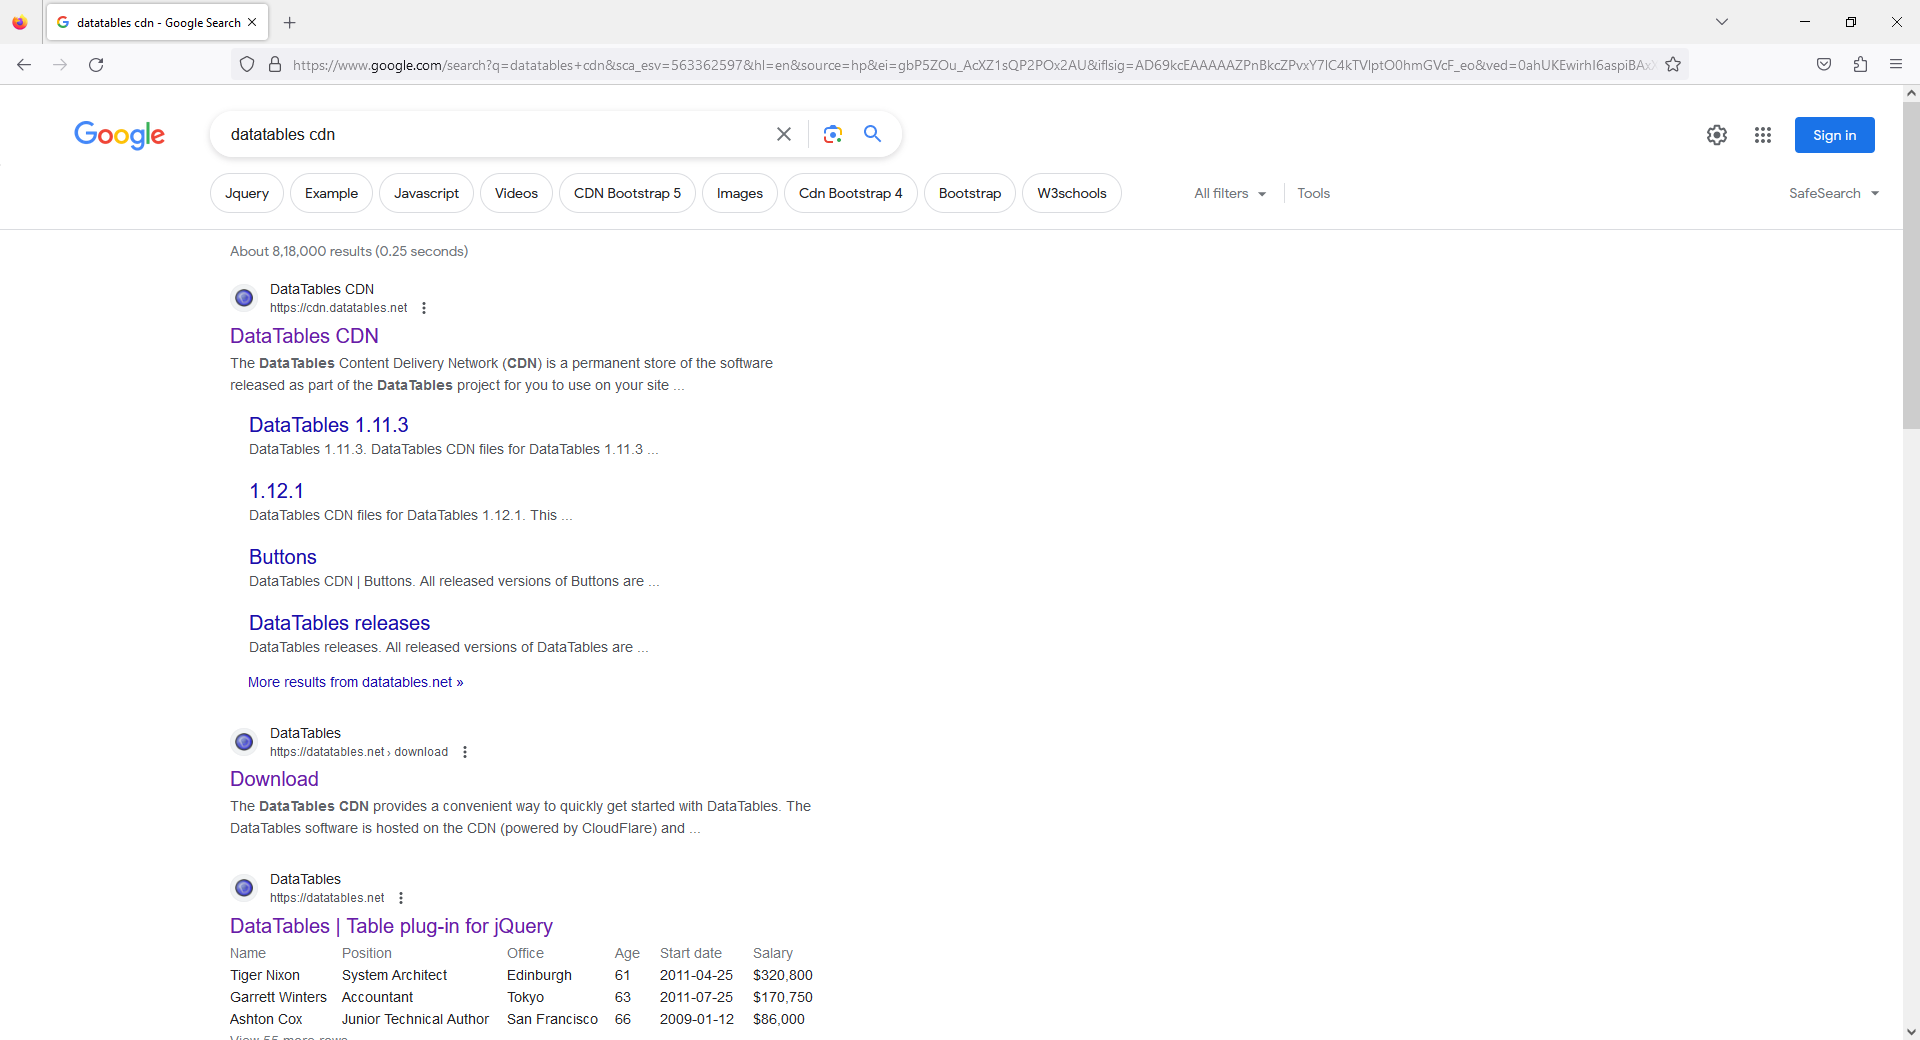 datatables cdn - Google Search
https://www.google.com/search?q=datatables+cdn&sca_esv=563362597&hl=en&source=hp&ei=gbP5ZOu_AcXZ1sQP2POx2AU&iflsig=AD69kcEAAAAAZPnBkcZPvxY7lC4kTVlptO0hmGVcF_eo&ved=0ahUKEwirhI6aspiBAx
Google
datatables cdn
Sign in
Jquery Example Javascript Videos CDN Bootstrap 5 Images Cdn Bootstrap 4 Bootstrap W3schools All filters Tools SafeSearch
About 8,18,000 results (0.25 seconds)
DataTables CDN
https://cdn.datatables.net
DataTables CDN
The DataTables Content Delivery Network (CDN) is a permanent store of the software
released as part of the DataTables project for you to use on your site ...
DataTables 1.11.3
DataTables 1.11.3. DataTables CDN files for DataTables 1.11.3 ...
1.12.1
DataTables CDN files for DataTables 1.12.1. This ...
Buttons
DataTables CDN | Buttons. All released versions of Buttons are ...
DataTables releases
DataTables releases. All released versions of DataTables are ...
More results from datatables.net »
DataTables
https://datatables.net › download
Download
The DataTables CDN provides a convenient way to quickly get started with DataTables. The
DataTables software is hosted on the CDN (powered by CloudFlare) and ...
DataTables
https://datatables.net
DataTables | Table plug-in for jQuery
Name Position Office Age Start date Salary
Tiger Nixon System Architect Edinburgh 61 2011-04-25 $320,800
Garrett Winters Accountant Tokyo 63 2011-07-25 $170,750
Ashton Cox Junior Technical Author San Francisco 66 2009-01-12 $86,000
View 55 more rows